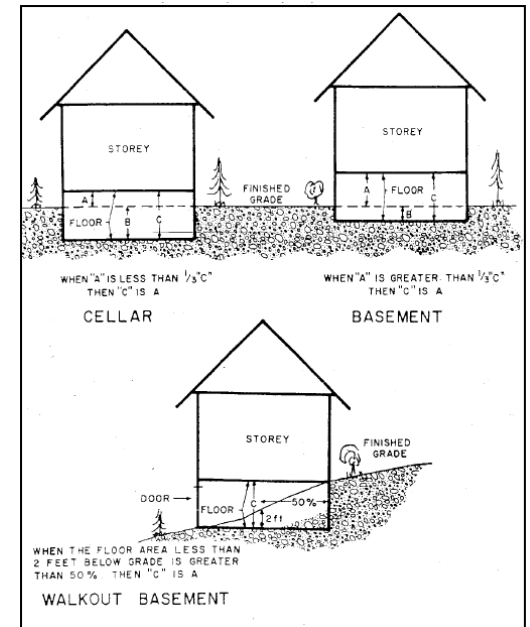 STOREY
A
FLOOR
B
C
FINISHED
GRADE
WHEN "A" IS LESS THAN 1/3"C"
THEN "C" IS A
CELLAR
STOREY
A
FLOOR
C
B
WHEN "A" IS GREATER THAN 1/3"C"
THEN "C" IS A
BASEMENT
STOREY
FINISHED
GRADE
DOOR
FLOOR
C
50%
2ft
WHEN THE FLOOR AREA LESS THAN
2 FEET BELOW GRADE IS GREATER
THAN 50%. THEN "C" IS A
WALKOUT BASEMENT